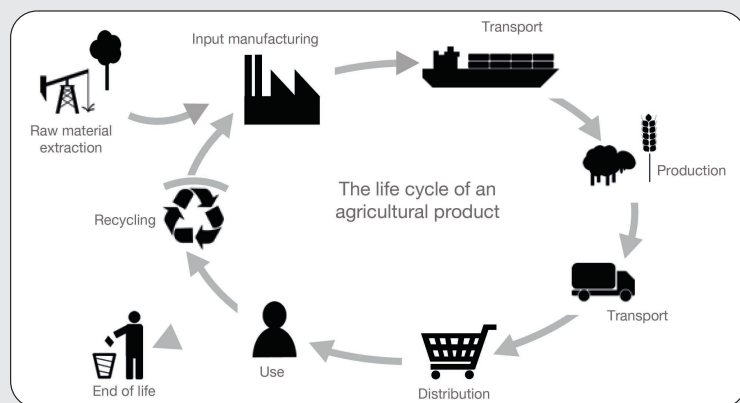 Transport
Input manufacturing
Raw material
extraction
Production
The life cycle of an
agricultural product
Recycling
Transport
End of life
Use
Distribution